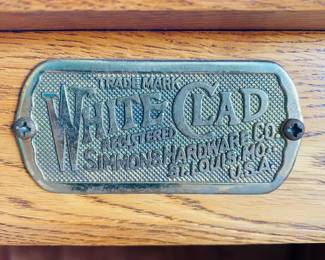 TRADE MARK
WHITE CLAD
REGISTERED
SIMMONS HARDWARE CO.
ST. LOUIS, MO.
U.S.A.